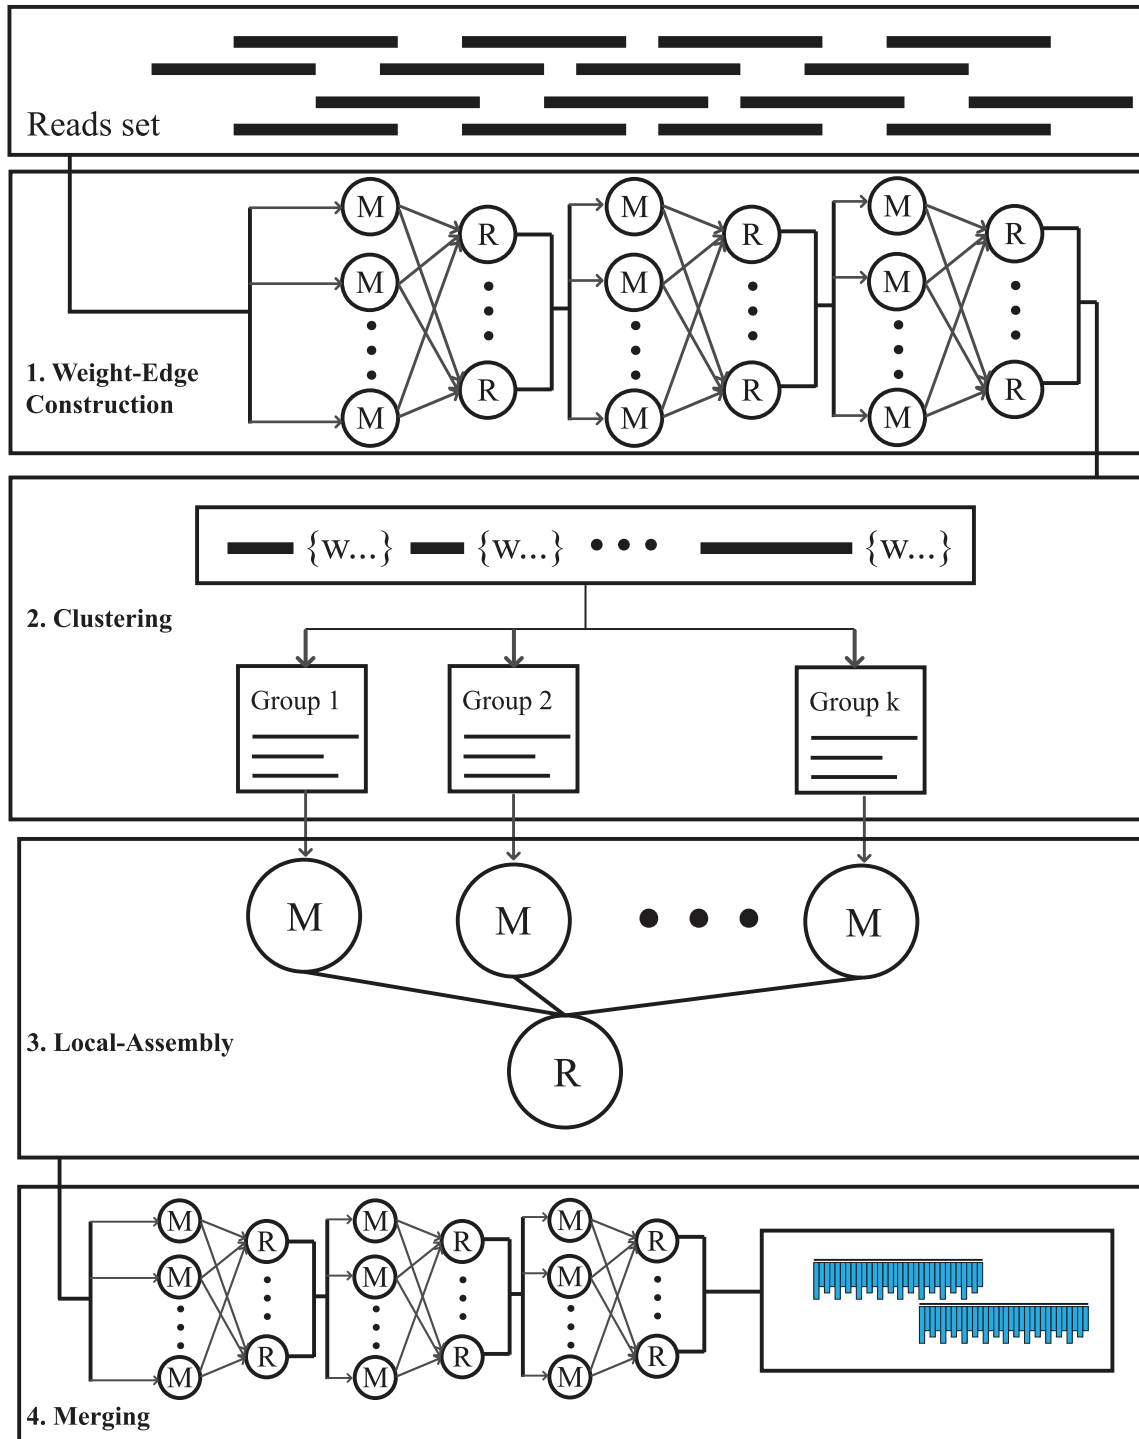 Reads set
M M M
R R R
M M M
1. Weight-Edge
Construction
R R R
M M M
{w...} {w...} {w...}
2. Clustering
Group 1 Group 2 Group k
M M M
3. Local-Assembly
R
M M M
R R R
M M M
R R R
M M M
4. Merging